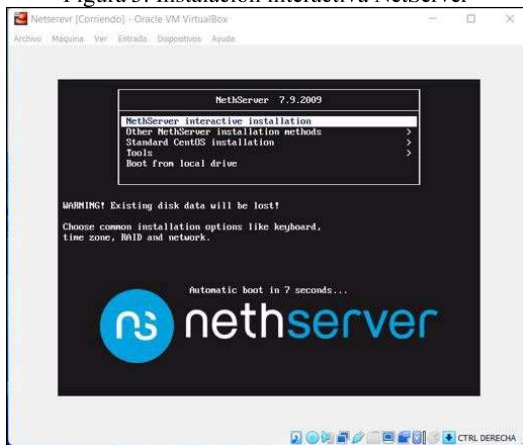 Figura 3. Instalación interactiva NetServer
Netserevr [Corriendo] - Oracle VM VirtualBox
Archivo Máquina Ver Entrada Dispositivos Ayuda
NethServer 7.9.2009
NethServer interactive installation
Other NethServer installation methods >
Standard CentOS installation >
Tools >
Boot from local drive
WARNING! Existing disk data will be lost!
Choose common installation options like keyboard,
time zone, RAID and network.
Automatic boot in 7 seconds...
ns nethserver
CTRL DERECHA